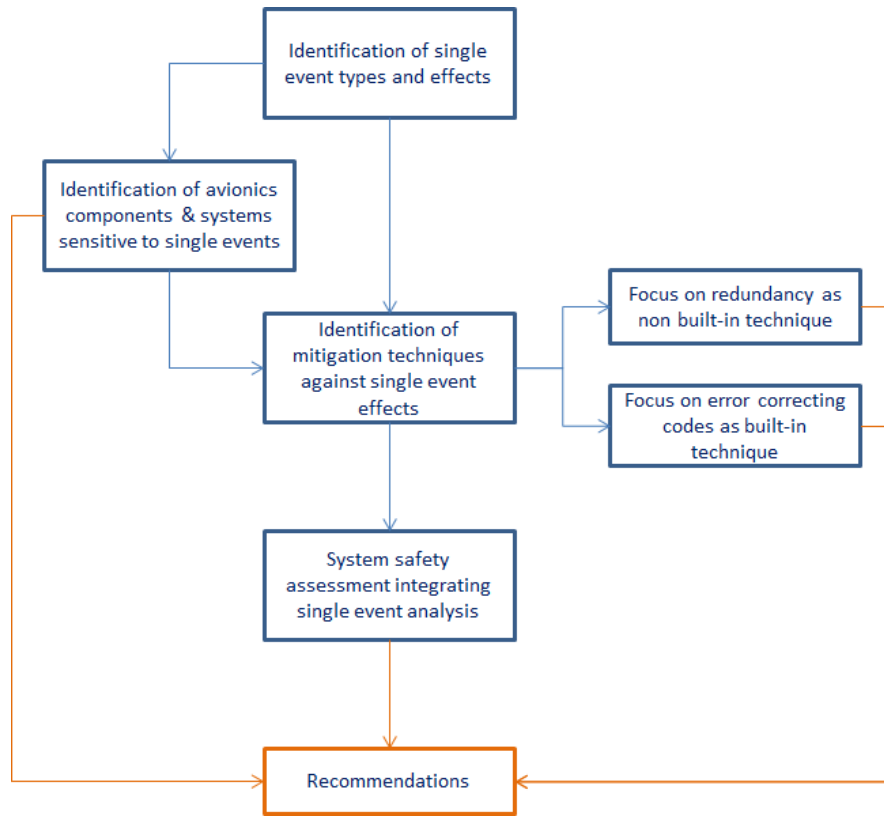 Identification of single
event types and effects
Identification of avionics
components & systems
sensitive to single events
Identification of
mitigation techniques
against single event
effects
Focus on redundancy as
non built-in technique
Focus on error correcting
codes as built-in
technique
System safety
assessment integrating
single event analysis
Recommendations